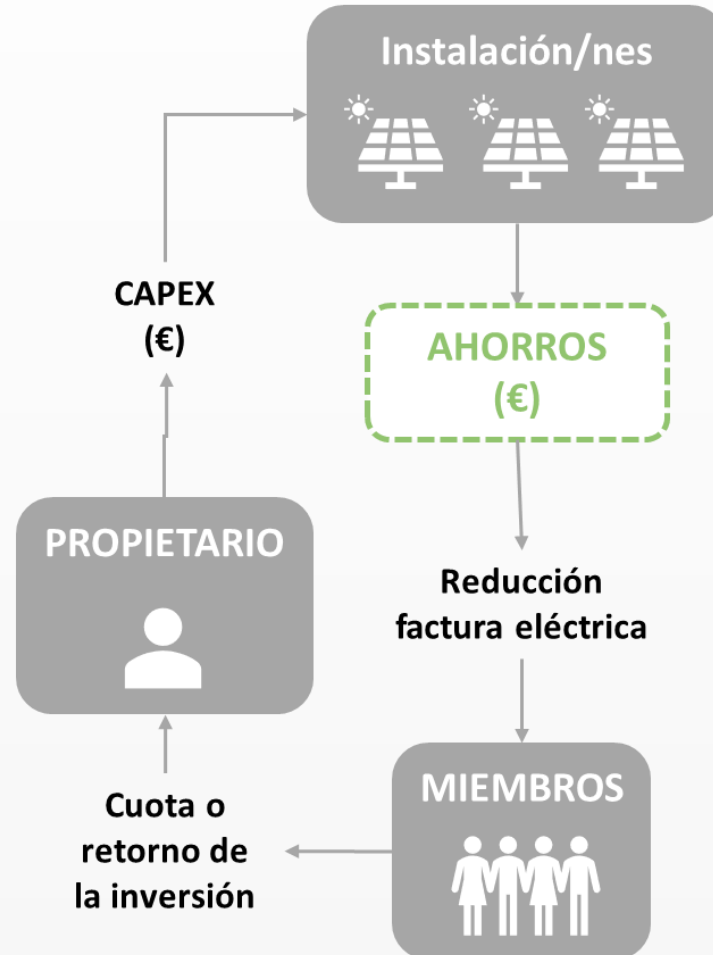 Instalación/nes
CAPEX
(€)
AHORROS
(€)
PROPIETARIO
Reducción
factura eléctrica
MIEMBROS
Cuota o
retorno de
la inversión